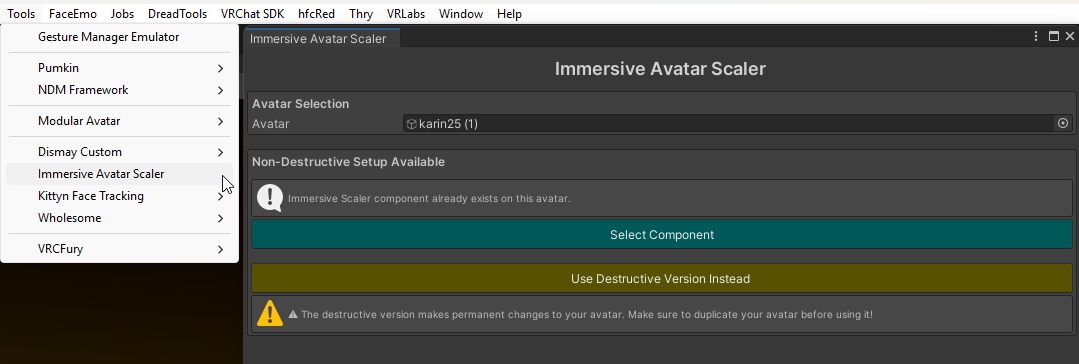 Tools FaceEmo Jobs DreadTools VRChat SDK hfcRed Thry VRLabs Window Help
Gesture Manager Emulator
Pumkin
NDM Framework
Modular Avatar
Dismay Custom
Immersive Avatar Scaler
Kittyn Face Tracking
Wholesome
VRCFury
Immersive Avatar Scaler
Immersive Avatar Scaler
Avatar Selection
Avatar karin25 (1)
Non-Destructive Setup Available
Immersive Scaler component already exists on this avatar.
Select Component
Use Destructive Version Instead
⚠ The destructive version makes permanent changes to your avatar. Make sure to duplicate your avatar before using it!